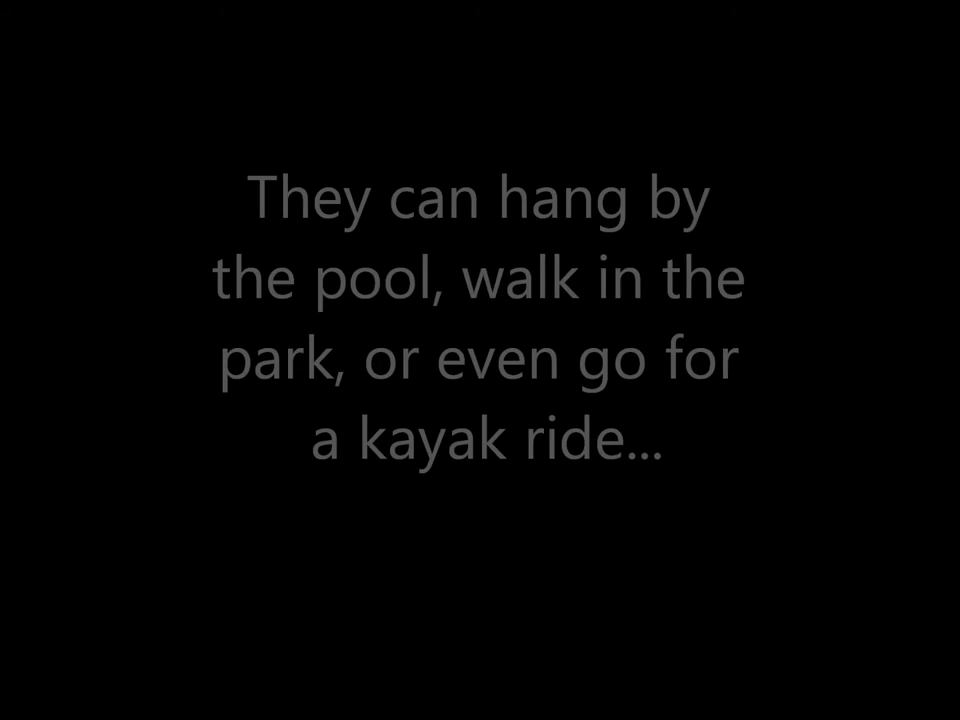 They can hang by
the pool, walk in the
park, or even go for
a kayak ride...